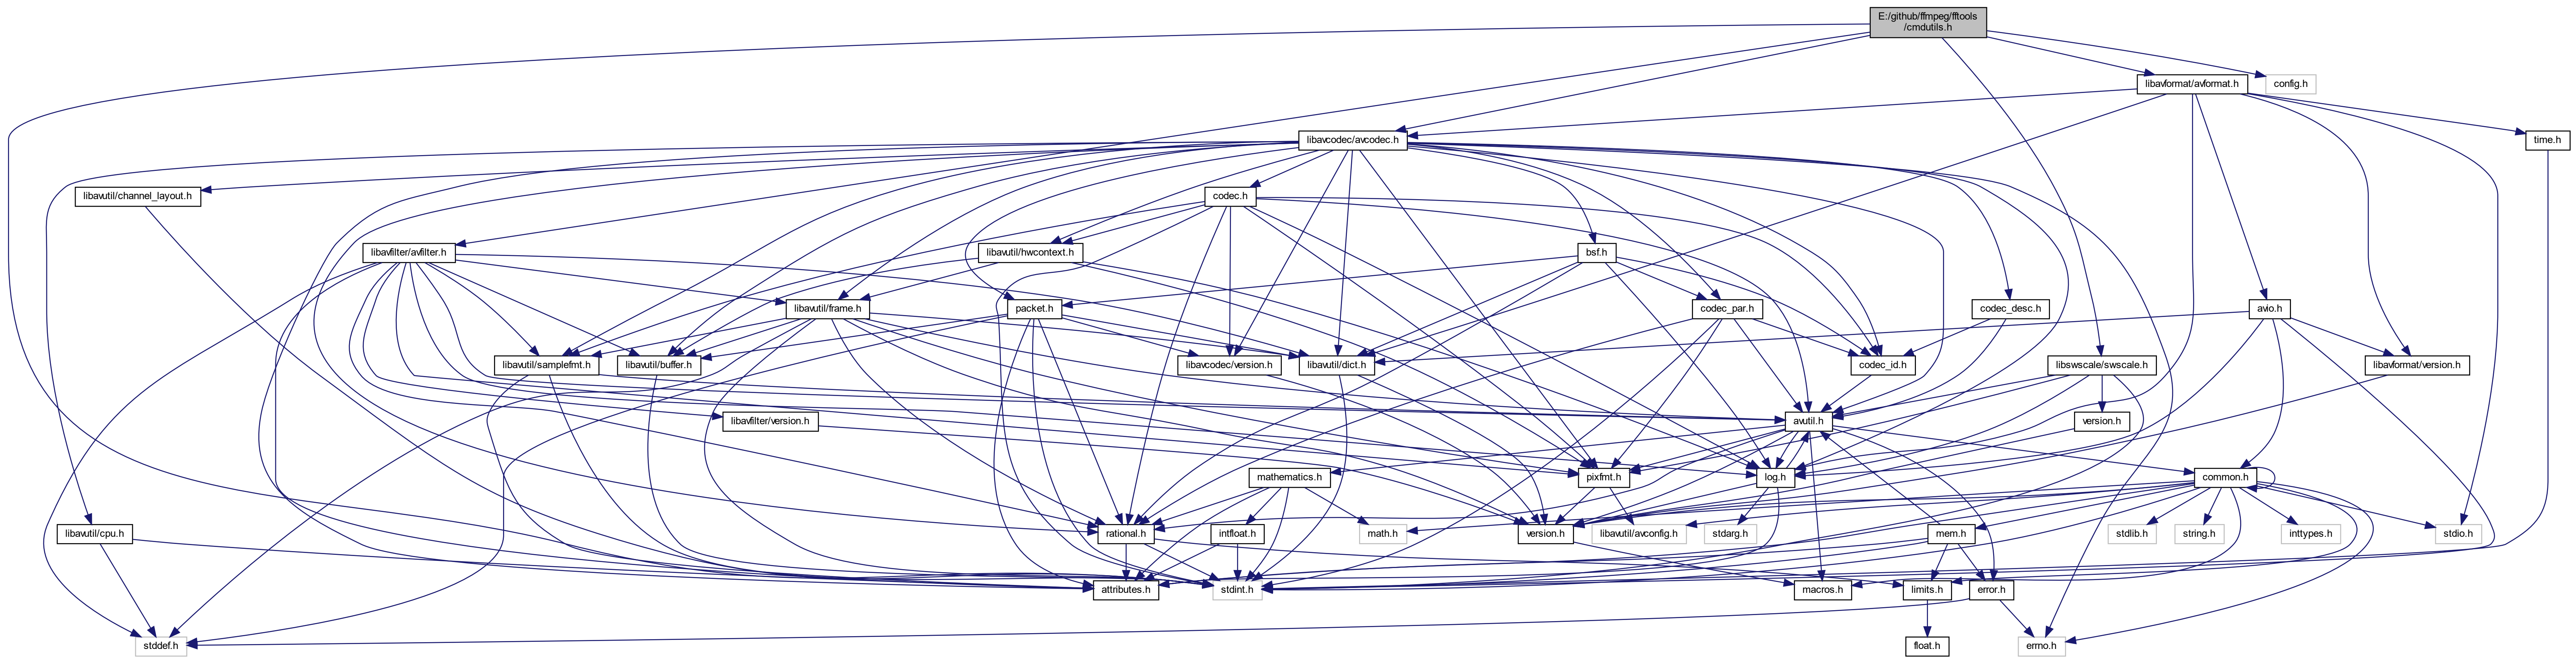 E:/github/ffmpeg/fftools
/cmdutils.h
libavformat/avformat.h
config.h
libavcodec/avcodec.h
time.h
libavutil/channel_layout.h
codec.h
libavfilter/avfilter.h
libavutil/hwcontext.h
bsf.h
libavutil/frame.h
packet.h
codec_par.h
codec_desc.h
avio.h
libavutil/samplefmt.h
libavutil/buffer.h
libavcodec/version.h
libavutil/dict.h
codec_id.h
libswscale/swscale.h
libavformat/version.h
libavfilter/version.h
avutil.h
version.h
mathematics.h
pixfmt.h
log.h
common.h
libavutil/cpu.h
rational.h
intfloat.h
math.h
version.h
libavutil/avconfig.h
stdarg.h
mem.h
stdlib.h
string.h
inttypes.h
stdio.h
attributes.h
stdint.h
macros.h
limits.h
error.h
stddef.h
float.h
errno.h